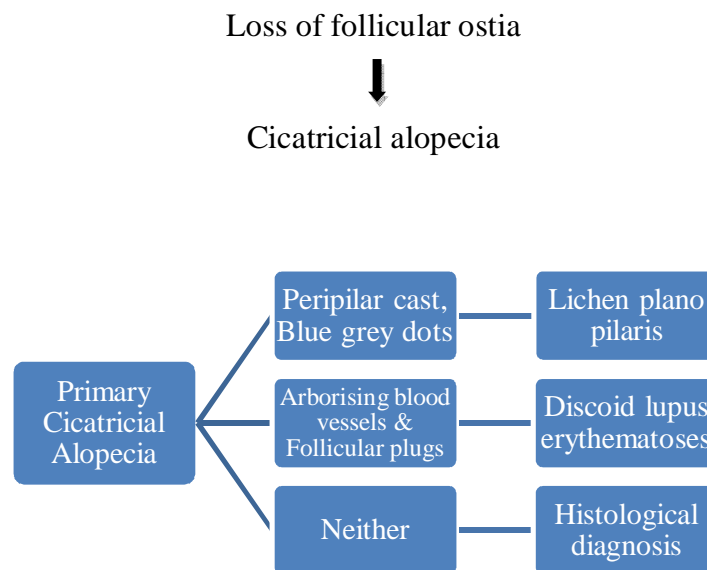 Loss of follicular ostia
Cicatricial alopecia
Peripilar cast,
Blue grey dots
Lichen plano
pilaris
Primary
Cicatricial
Alopecia
Arborising blood
vessels &
Follicular plugs
Discoid lupus
erythematoses
Neither
Histological
diagnosis